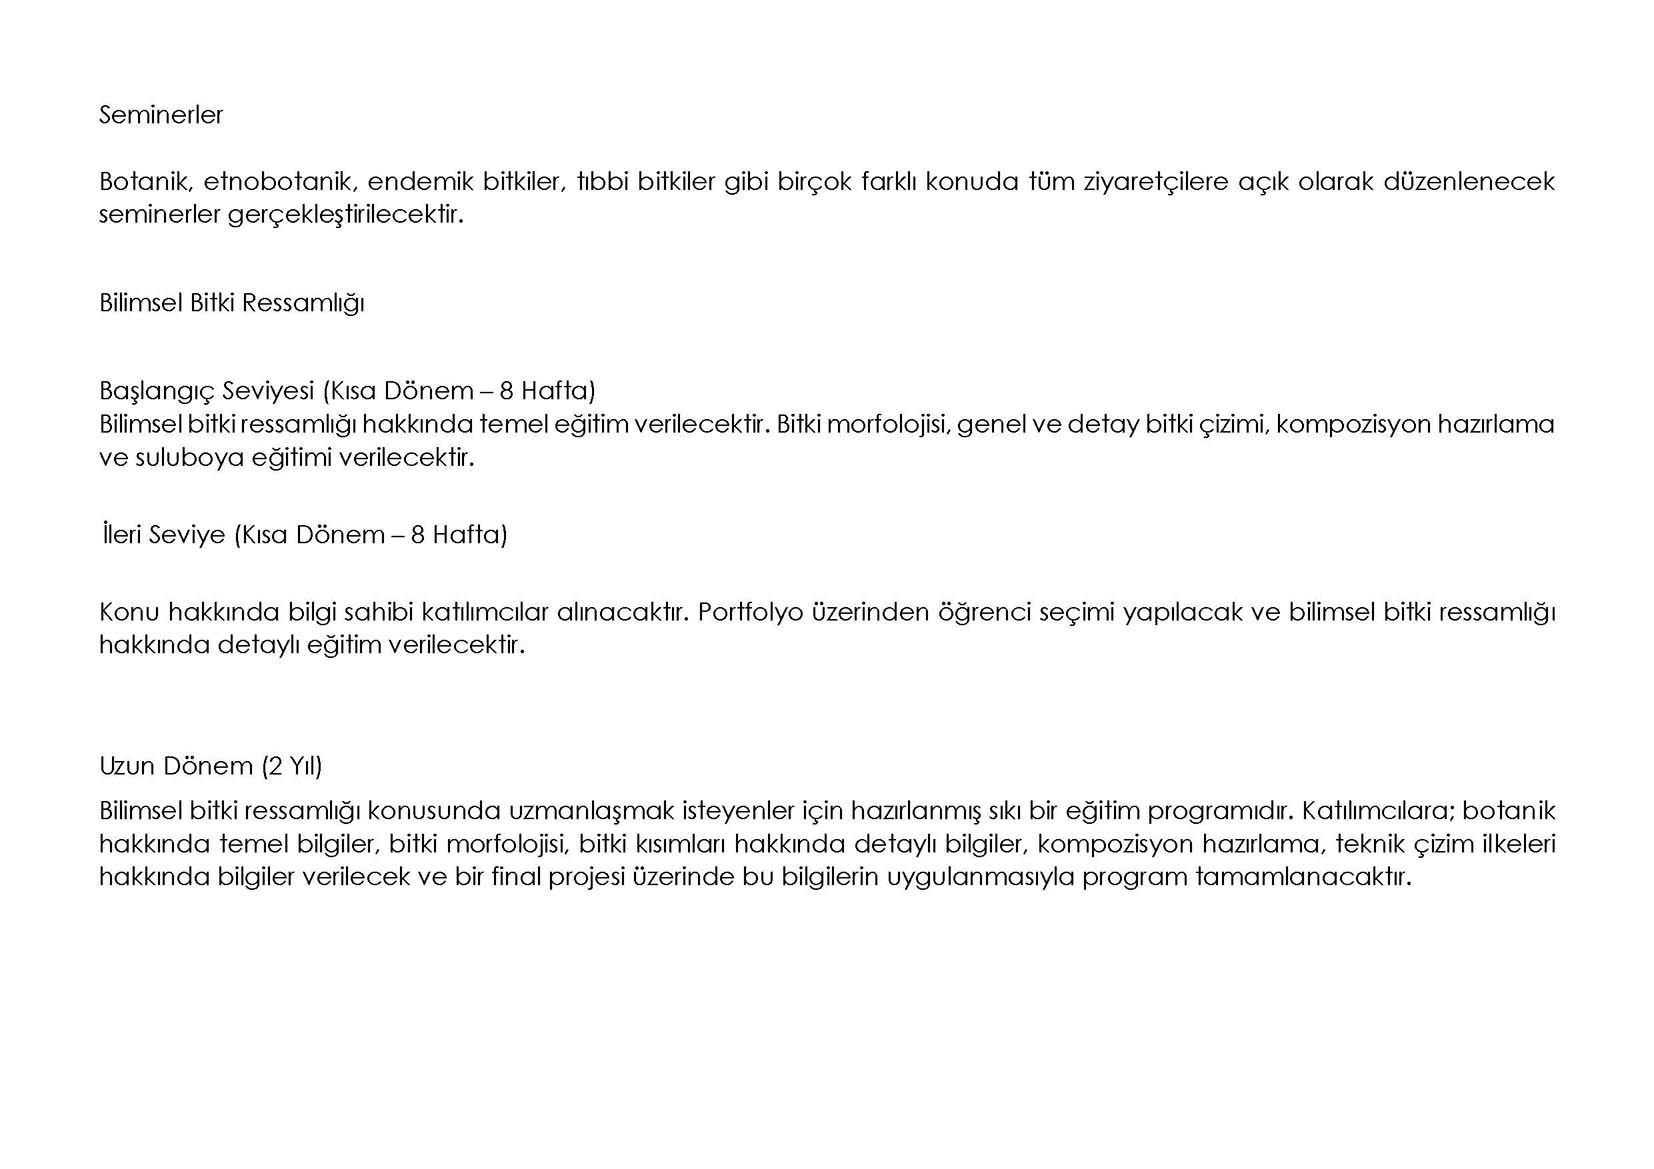 Seminerler
Botanik, etnobotanik, endemik bitkiler, tıbbi bitkiler gibi birçok farklı konuda tüm ziyaretçilere açık olarak düzenlenecek
seminerler gerçekleştirilecektir.
Bilimsel Bitki Ressamlığı
Başlangıç Seviyesi (Kısa Dönem – 8 Hafta)
Bilimsel bitki ressamlığı hakkında temel eğitim verilecektir. Bitki morfolojisi, genel ve detay bitki çizimi, kompozisyon hazırlama
ve suluboya eğitimi verilecektir.
İleri Seviye (Kısa Dönem – 8 Hafta)
Konu hakkında bilgi sahibi katılımcılar alınacaktır. Portfolyo üzerinden öğrenci seçimi yapılacak ve bilimsel bitki ressamlığı
hakkında detaylı eğitim verilecektir.
Uzun Dönem (2 Yıl)
Bilimsel bitki ressamlığı konusunda uzmanlaşmak isteyenler için hazırlanmış sıkı bir eğitim programıdır. Katılımcılara; botanik
hakkında temel bilgiler, bitki morfolojisi, bitki kısımları hakkında detaylı bilgiler, kompozisyon hazırlama, teknik çizim ilkeleri
hakkında bilgiler verilecek ve bir final projesi üzerinde bu bilgilerin uygulanmasıyla program tamamlanacaktır.